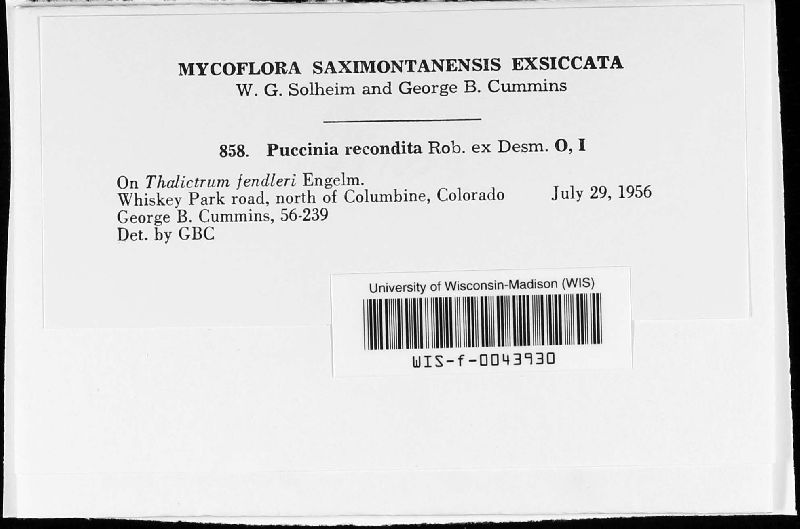 MYCOFLORA SAXIMONTANENSIS EXSICCATA
W. G. Solheim and George B. Cummins
858. Puccinia recondita Rob. ex Desm. O, I
On Thalictrum fendleri Engelm.
Whiskey Park road, north of Columbine, Colorado July 29, 1956
George B. Cummins, 56-239
Det. by GBC
University of Wisconsin-Madison (WIS)
WIS-f-0043930